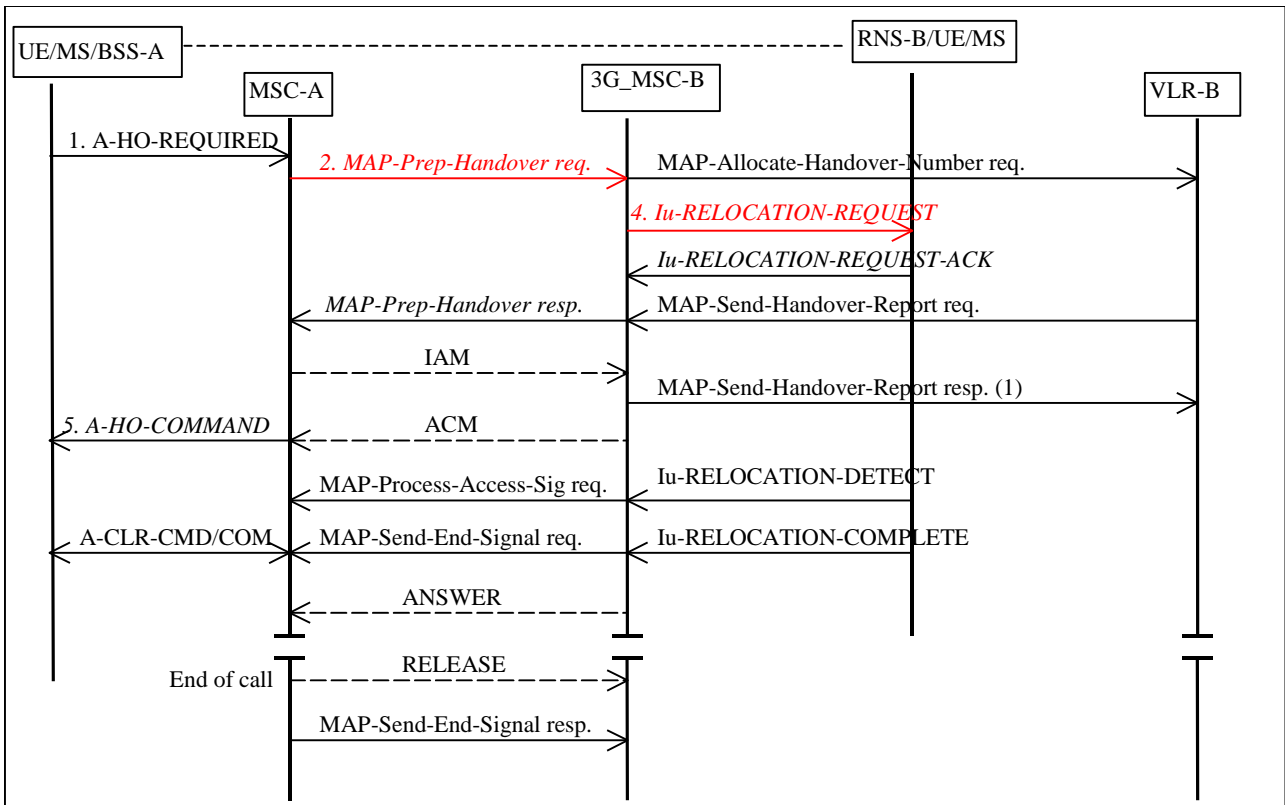 UE/MS/BSS-A
RNS-B/UE/MS
MSC-A
3G_MSC-B
VLR-B
1. A-HO-REQUIRED
2. MAP-Prep-Handover req.
MAP-Allocate-Handover-Number req.
4. Iu-RELOCATION-REQUEST
Iu-RELOCATION-REQUEST-ACK
MAP-Prep-Handover resp.
MAP-Send-Handover-Report req.
IAM
MAP-Send-Handover-Report resp. (1)
5. A-HO-COMMAND
ACM
MAP-Process-Access-Sig req.
Iu-RELOCATION-DETECT
A-CLR-CMD/COM
MAP-Send-End-Signal req.
Iu-RELOCATION-COMPLETE
ANSWER
End of call
RELEASE
MAP-Send-End-Signal resp.